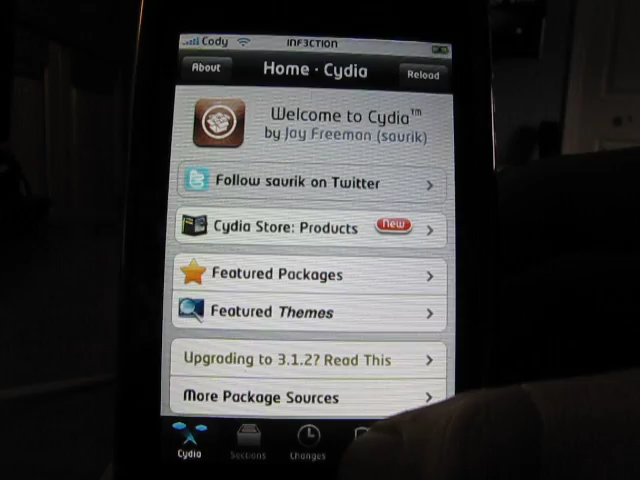 Cody INF3CTION
About Home · Cydia Reload
Welcome to Cydia™
by Jay Freeman (saurik)
Follow saurik on Twitter
Cydia Store: Products New
Featured Packages
Featured Themes
Upgrading to 3.1.2? Read This
More Package Sources
Cydia Sections Changes